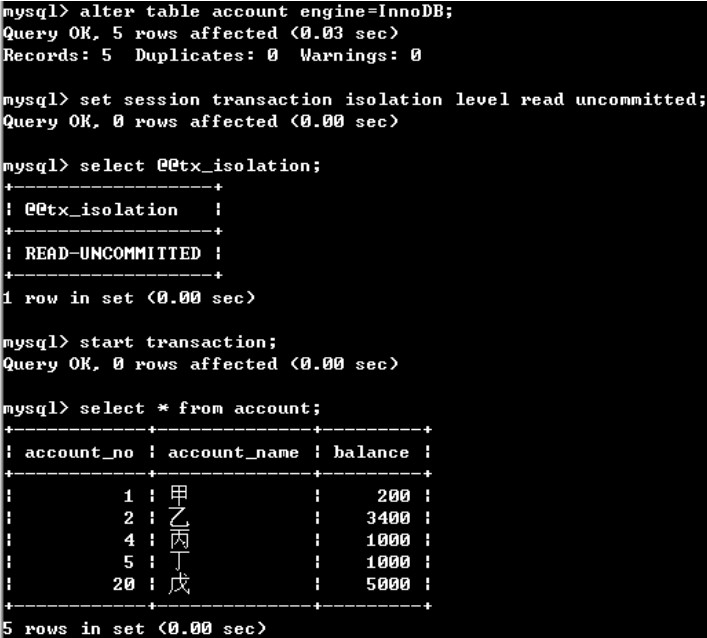 mysql> alter table account engine=InnoDB;
Query OK, 5 rows affected (0.03 sec)
Records: 5  Duplicates: 0  Warnings: 0
mysql> set session transaction isolation level read uncommitted;
Query OK, 0 rows affected (0.00 sec)
mysql> select @@tx_isolation;
+------------------+
| @@tx_isolation   |
+------------------+
| READ-UNCOMMITTED |
+------------------+
1 row in set (0.00 sec)
mysql> start transaction;
Query OK, 0 rows affected (0.00 sec)
mysql> select * from account;
+------------+--------------+---------+
| account_no | account_name | balance |
+------------+--------------+---------+
|          1 | 甲           |     200 |
|          2 | 乙           |    3400 |
|          4 | 丙           |    1000 |
|          5 | 丁           |    1000 |
|         20 | 戊           |    5000 |
+------------+--------------+---------+
5 rows in set (0.00 sec)